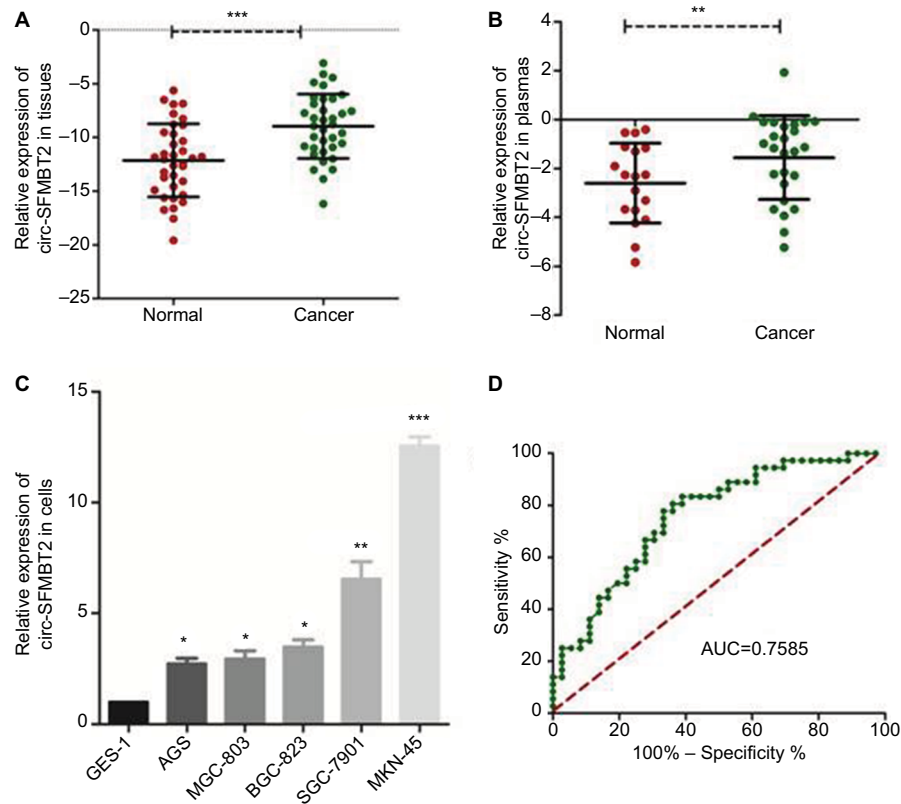 A
***
Relative expression of
circ-SFMBT2 in tissues
0
–5
–10
–15
–20
–25
Normal
Cancer
B
**
Relative expression of
circ-SFMBT2 in plasmas
4
2
0
–2
–4
–6
–8
Normal
Cancer
C
Relative expression of
circ-SFMBT2 in cells
15
10
5
0
*
*
*
**
***
GES-1
AGS
MGC-803
BGC-823
SGC-7901
MKN-45
D
Sensitivity %
100
80
60
40
20
0
AUC=0.7585
0
20
40
60
80
100
100% – Specificity %